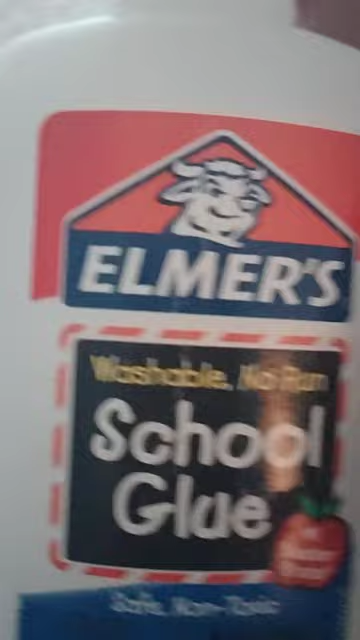 ELMER'S
Washable, No Run
School
Glue
Safe, Non-Toxic